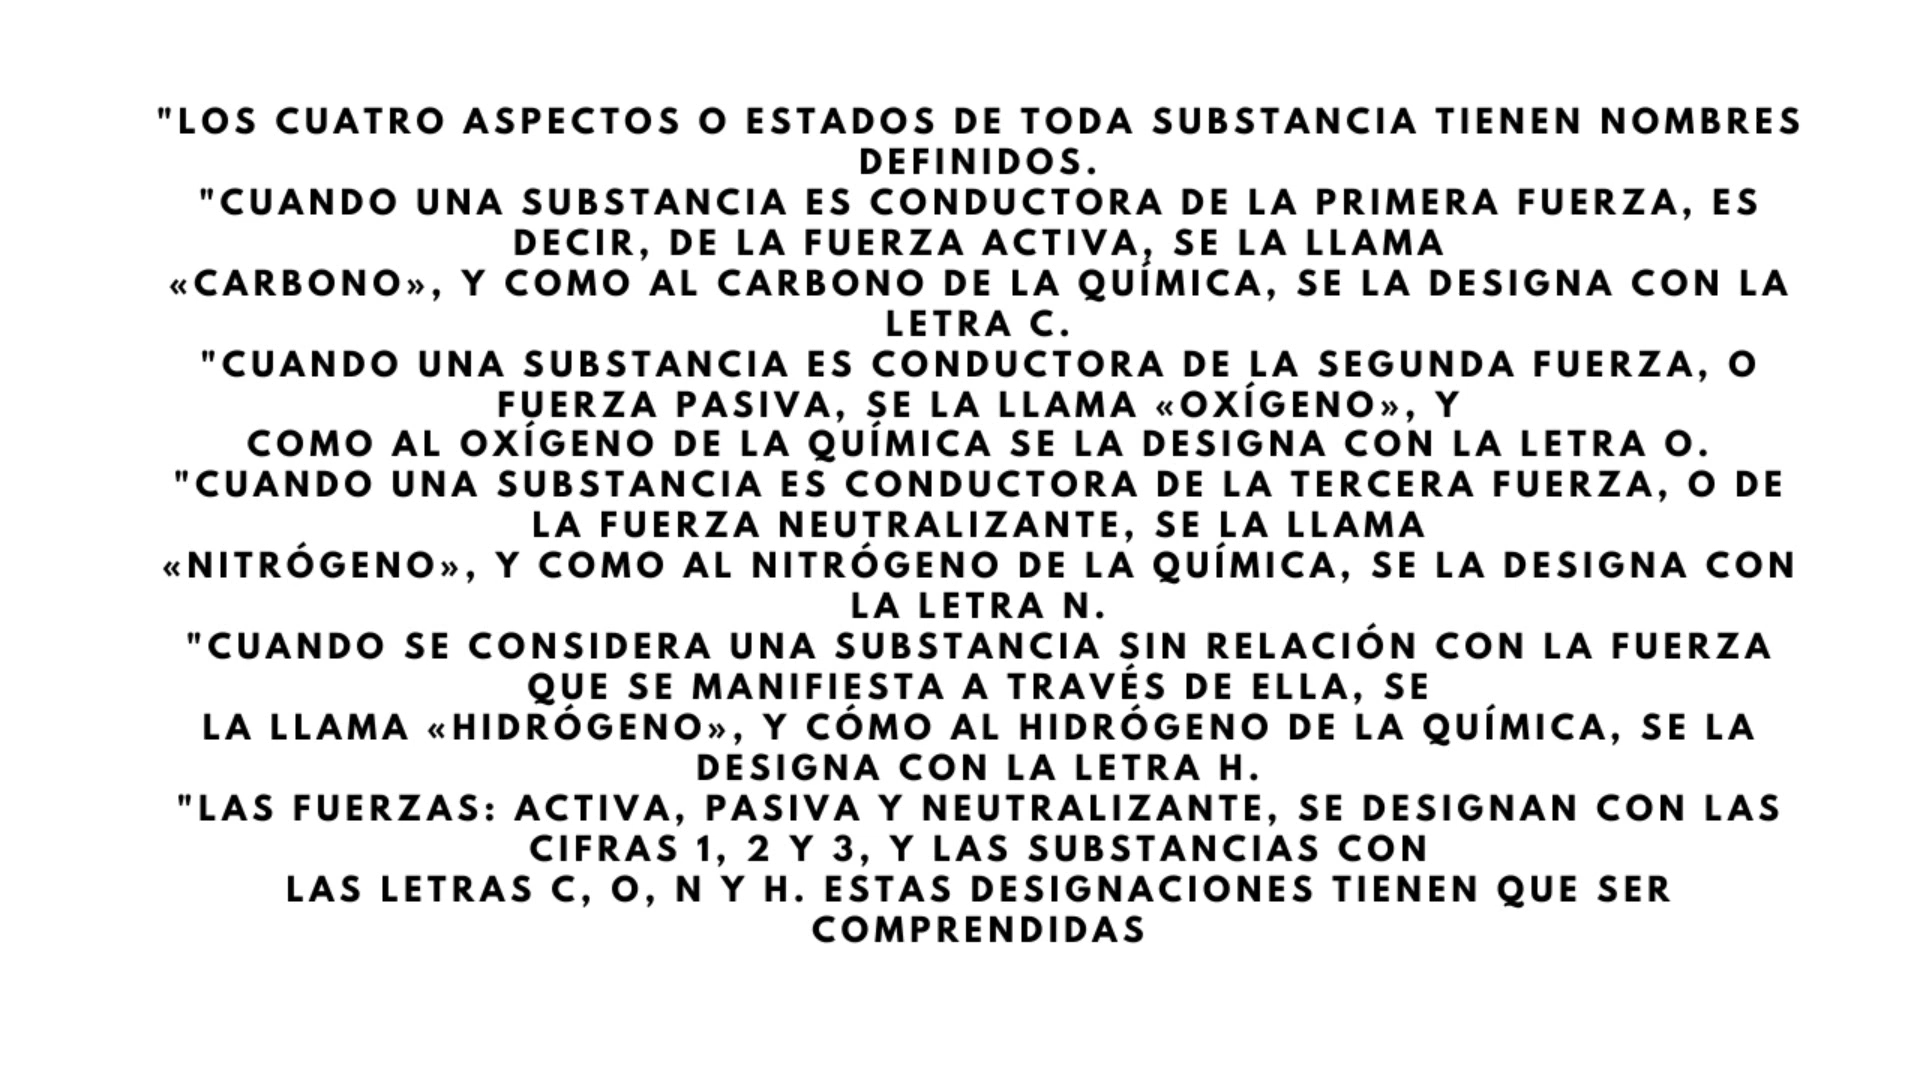 "LOS CUATRO ASPECTOS O ESTADOS DE TODA SUBSTANCIA TIENEN NOMBRES
DEFINIDOS.
"CUANDO UNA SUBSTANCIA ES CONDUCTORA DE LA PRIMERA FUERZA, ES
DECIR, DE LA FUERZA ACTIVA, SE LA LLAMA
«CARBONO», Y COMO AL CARBONO DE LA QUÍMICA, SE LA DESIGNA CON LA
LETRA C.
"CUANDO UNA SUBSTANCIA ES CONDUCTORA DE LA SEGUNDA FUERZA, O
FUERZA PASIVA, SE LA LLAMA «OXÍGENO», Y
COMO AL OXÍGENO DE LA QUÍMICA SE LA DESIGNA CON LA LETRA O.
"CUANDO UNA SUBSTANCIA ES CONDUCTORA DE LA TERCERA FUERZA, O DE
LA FUERZA NEUTRALIZANTE, SE LA LLAMA
«NITRÓGENO», Y COMO AL NITRÓGENO DE LA QUÍMICA, SE LA DESIGNA CON
LA LETRA N.
"CUANDO SE CONSIDERA UNA SUBSTANCIA SIN RELACIÓN CON LA FUERZA
QUE SE MANIFIESTA A TRAVÉS DE ELLA, SE
LA LLAMA «HIDRÓGENO», Y CÓMO AL HIDRÓGENO DE LA QUÍMICA, SE LA
DESIGNA CON LA LETRA H.
"LAS FUERZAS: ACTIVA, PASIVA Y NEUTRALIZANTE, SE DESIGNAN CON LAS
CIFRAS 1, 2 Y 3, Y LAS SUBSTANCIAS CON
LAS LETRAS C, O, N Y H. ESTAS DESIGNACIONES TIENEN QUE SER
COMPRENDIDAS